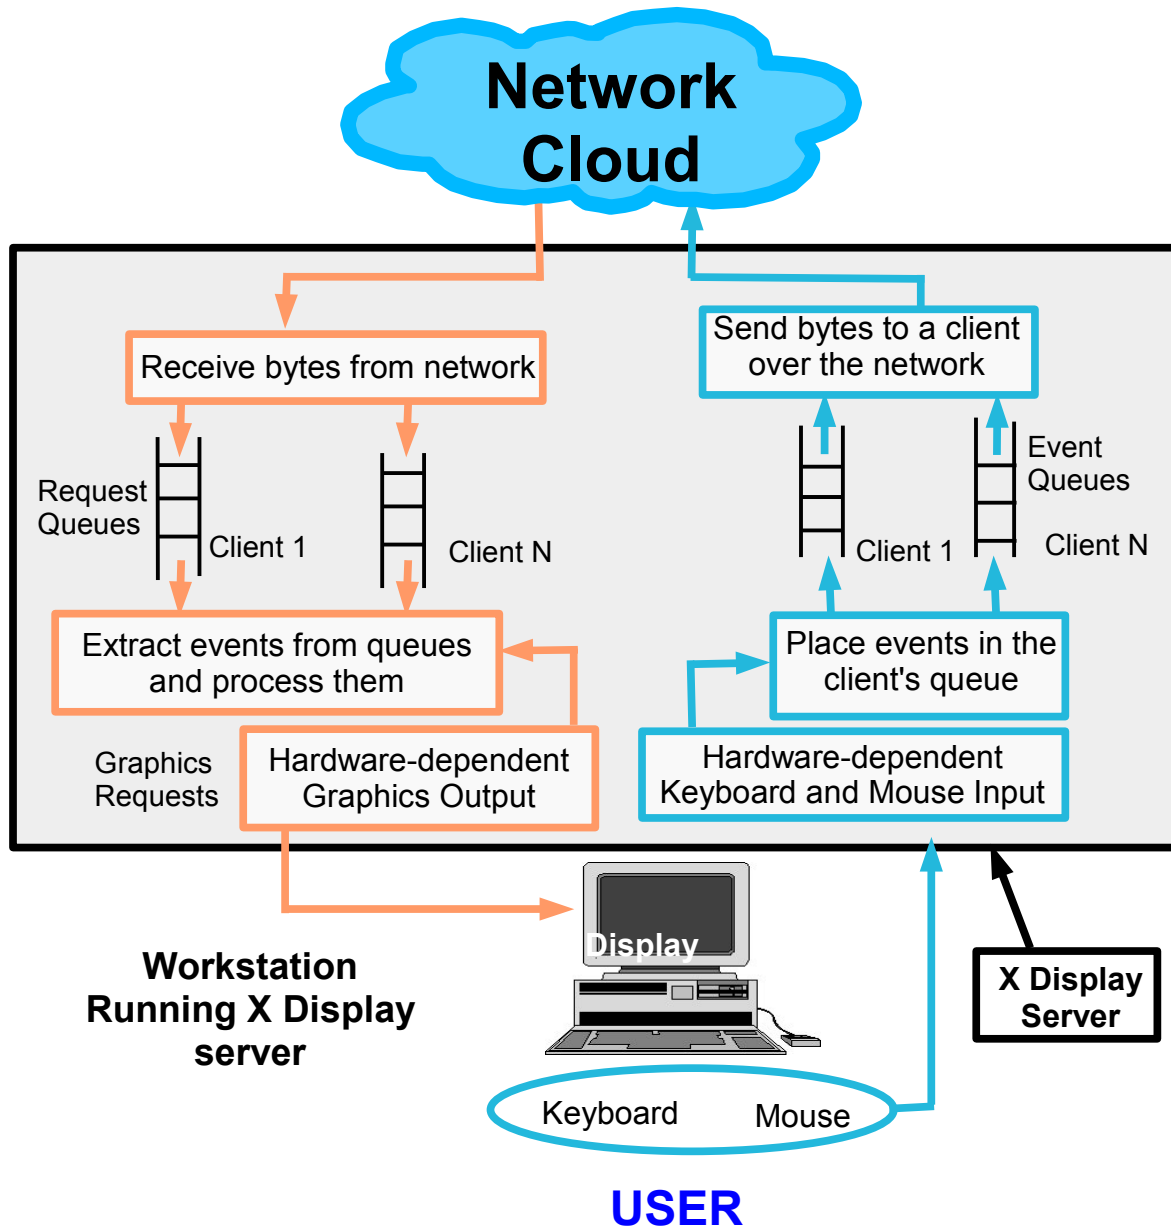 Network
Cloud
Receive bytes from network
Send bytes to a client
over the network
Request
Queues
Client 1
Client N
Event
Queues
Client 1
Client N
Extract events from queues
and process them
Place events in the
client's queue
Graphics
Requests
Hardware-dependent
Graphics Output
Hardware-dependent
Keyboard and Mouse Input
Display
Workstation
Running X Display
server
X Display
Server
Keyboard
Mouse
USER